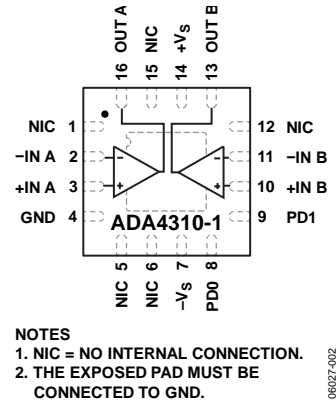 16 OUT A
15 NIC
14 +VS
13 OUT B
NIC 1
−IN A 2
+IN A 3
GND 4
12 NIC
11 −IN B
10 +IN B
9 PD1
− +
− +
ADA4310-1
NIC 5
NIC 6
−VS 7
PD0 8
NOTES
1. NIC = NO INTERNAL CONNECTION.
2. THE EXPOSED PAD MUST BE
CONNECTED TO GND.
06027-002